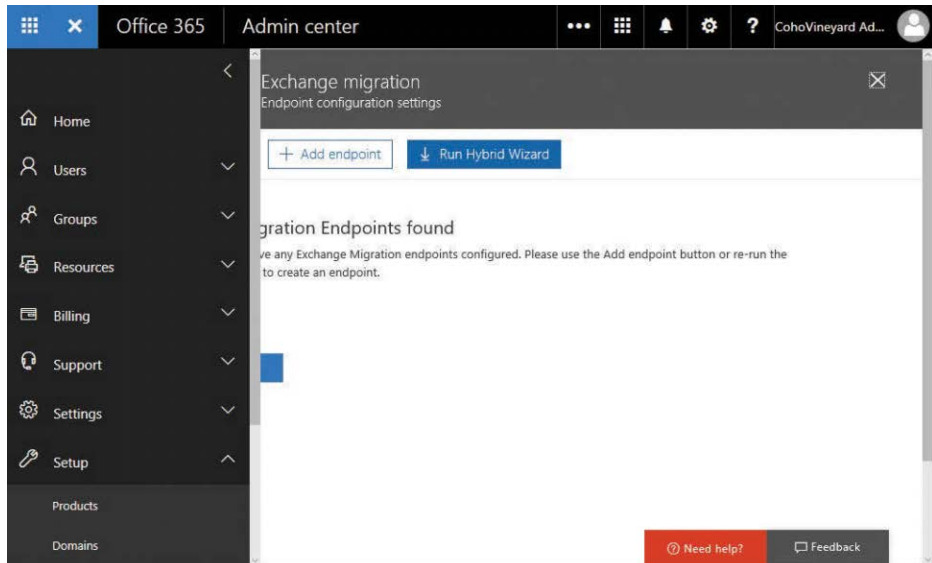 Office 365
Admin center
CohoVineyard Ad...
Exchange migration
Endpoint configuration settings
Home
Users
Groups
Resources
Billing
Support
Settings
Setup
Products
Domains
+ Add endpoint
Run Hybrid Wizard
gration Endpoints found
ve any Exchange Migration endpoints configured. Please use the Add endpoint button or re-run the
to create an endpoint.
Need help?
Feedback